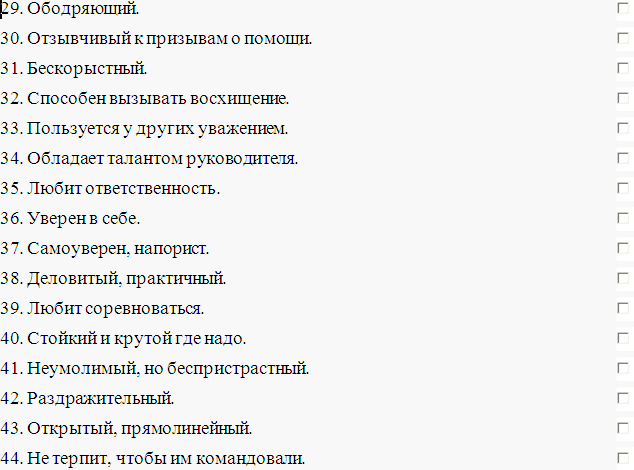 29. Ободряющий.
30. Отзывчивый к призывам о помощи.
31. Бескорыстный.
32. Способен вызывать восхищение.
33. Пользуется у других уважением.
34. Обладает талантом руководителя.
35. Любит ответственность.
36. Уверен в себе.
37. Самоуверен, напорист.
38. Деловитый, практичный.
39. Любит соревноваться.
40. Стойкий и крутой где надо.
41. Неумолимый, но беспристрастный.
42. Раздражительный.
43. Открытый, прямолинейный.
44. Не терпит, чтобы им командовали.